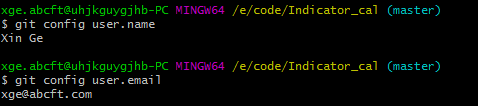 xge.abcft@uhjkguygjhb-PC MINGW64 /e/code/Indicator_cal (master)
$ git config user.name
Xin Ge
xge.abcft@uhjkguygjhb-PC MINGW64 /e/code/Indicator_cal (master)
$ git config user.email
xge@abcft.com